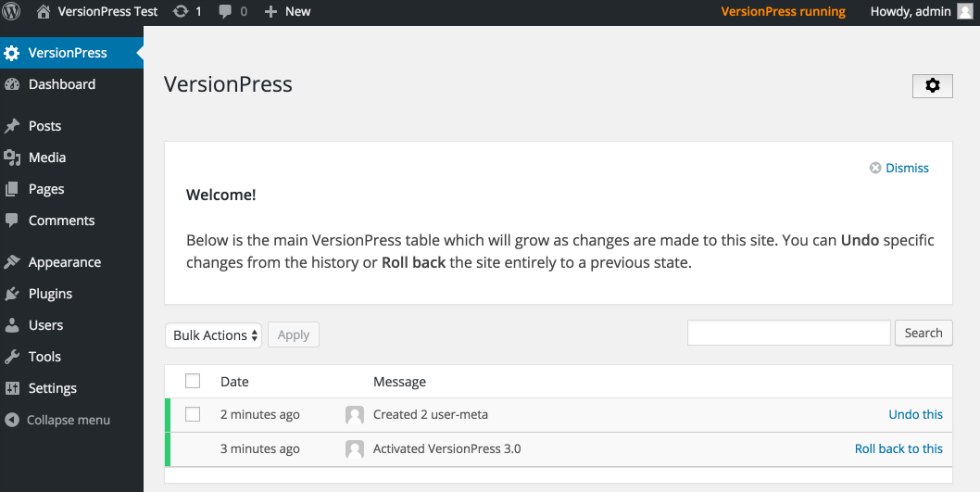 VersionPress Test 1 0 New VersionPress running Howdy, admin
VersionPress
Dashboard
Posts
Media
Pages
Comments
Appearance
Plugins
Users
Tools
Settings
Collapse menu
VersionPress
Dismiss
Welcome!
Below is the main VersionPress table which will grow as changes are made to this site. You can Undo specific
changes from the history or Roll back the site entirely to a previous state.
Bulk Actions Apply Search
Date Message
2 minutes ago Created 2 user-meta Undo this
3 minutes ago Activated VersionPress 3.0 Roll back to this